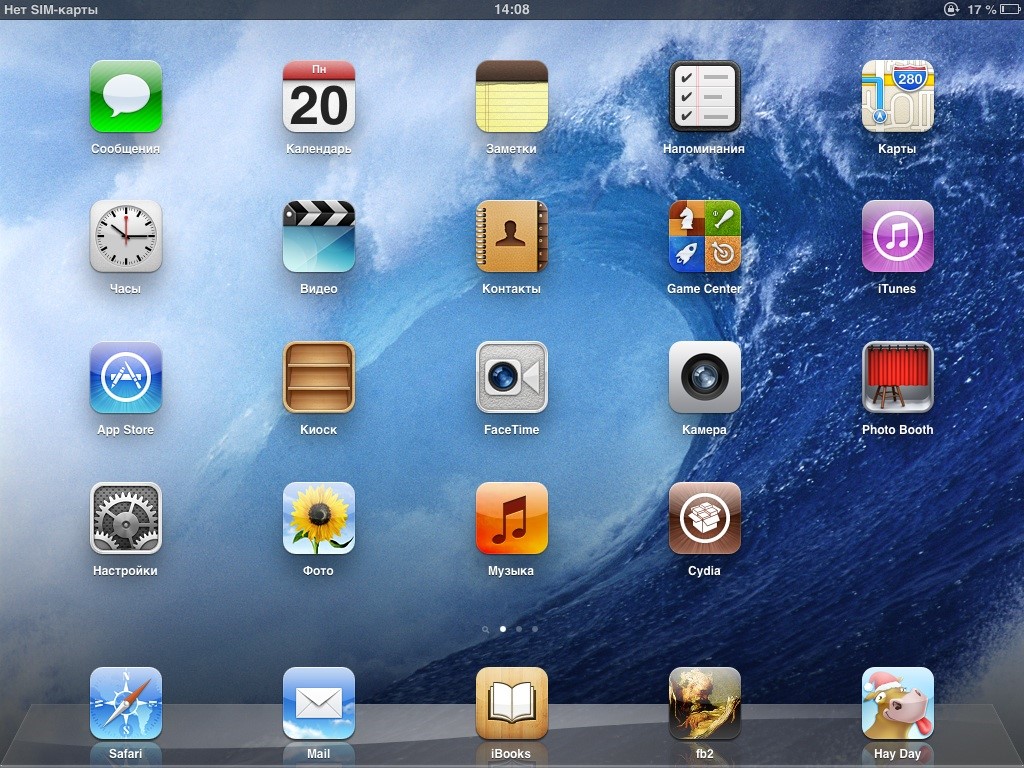 Нет SIM-карты 14:08 17 %
Пн 280
20
Сообщения Календарь Заметки Напоминания Карты
Часы Видео Контакты Game Center iTunes
App Store Киоск FaceTime Камера Photo Booth
Настройки Фото Музыка Cydia
N
W E
S
Safari Mail iBooks fb2 Hay Day